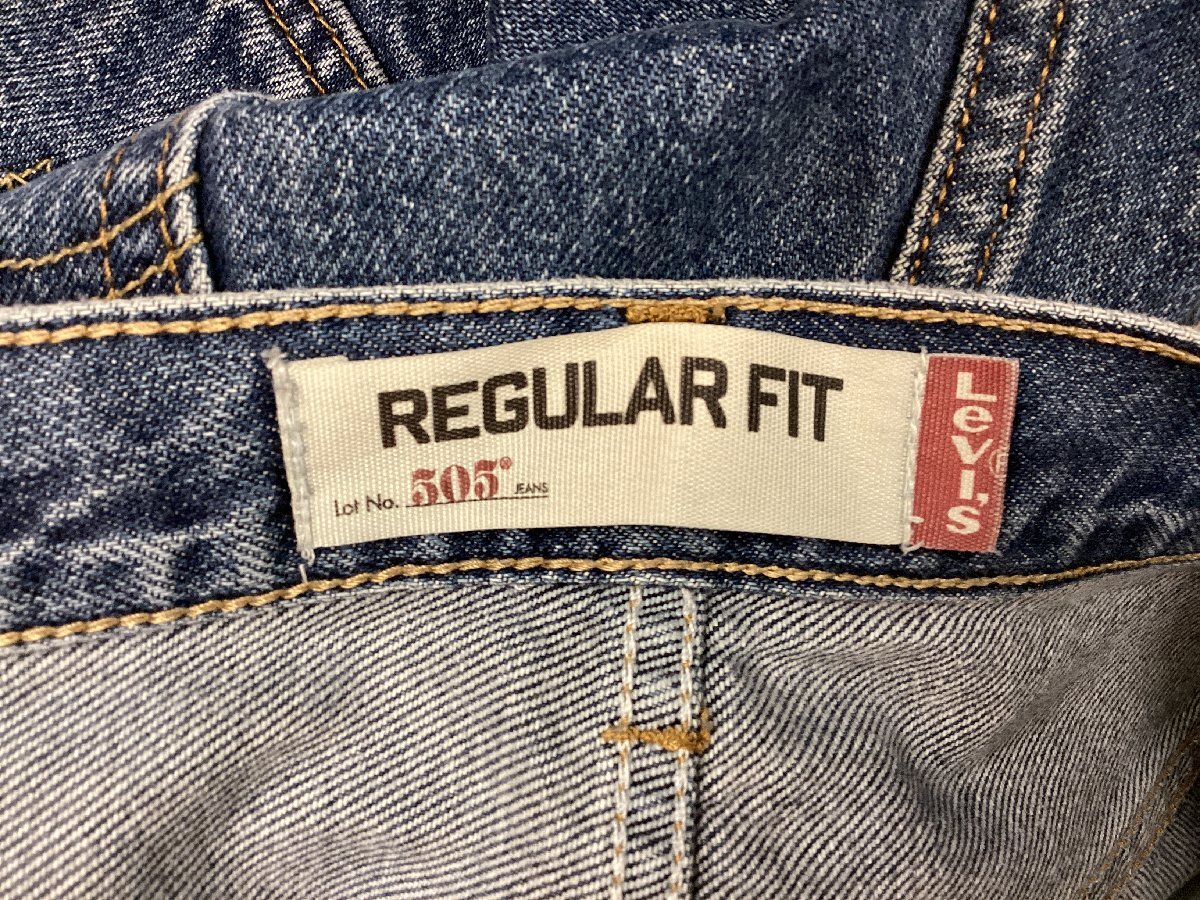 REGULAR FIT
Lot No. 505® JEANS
Levi's®